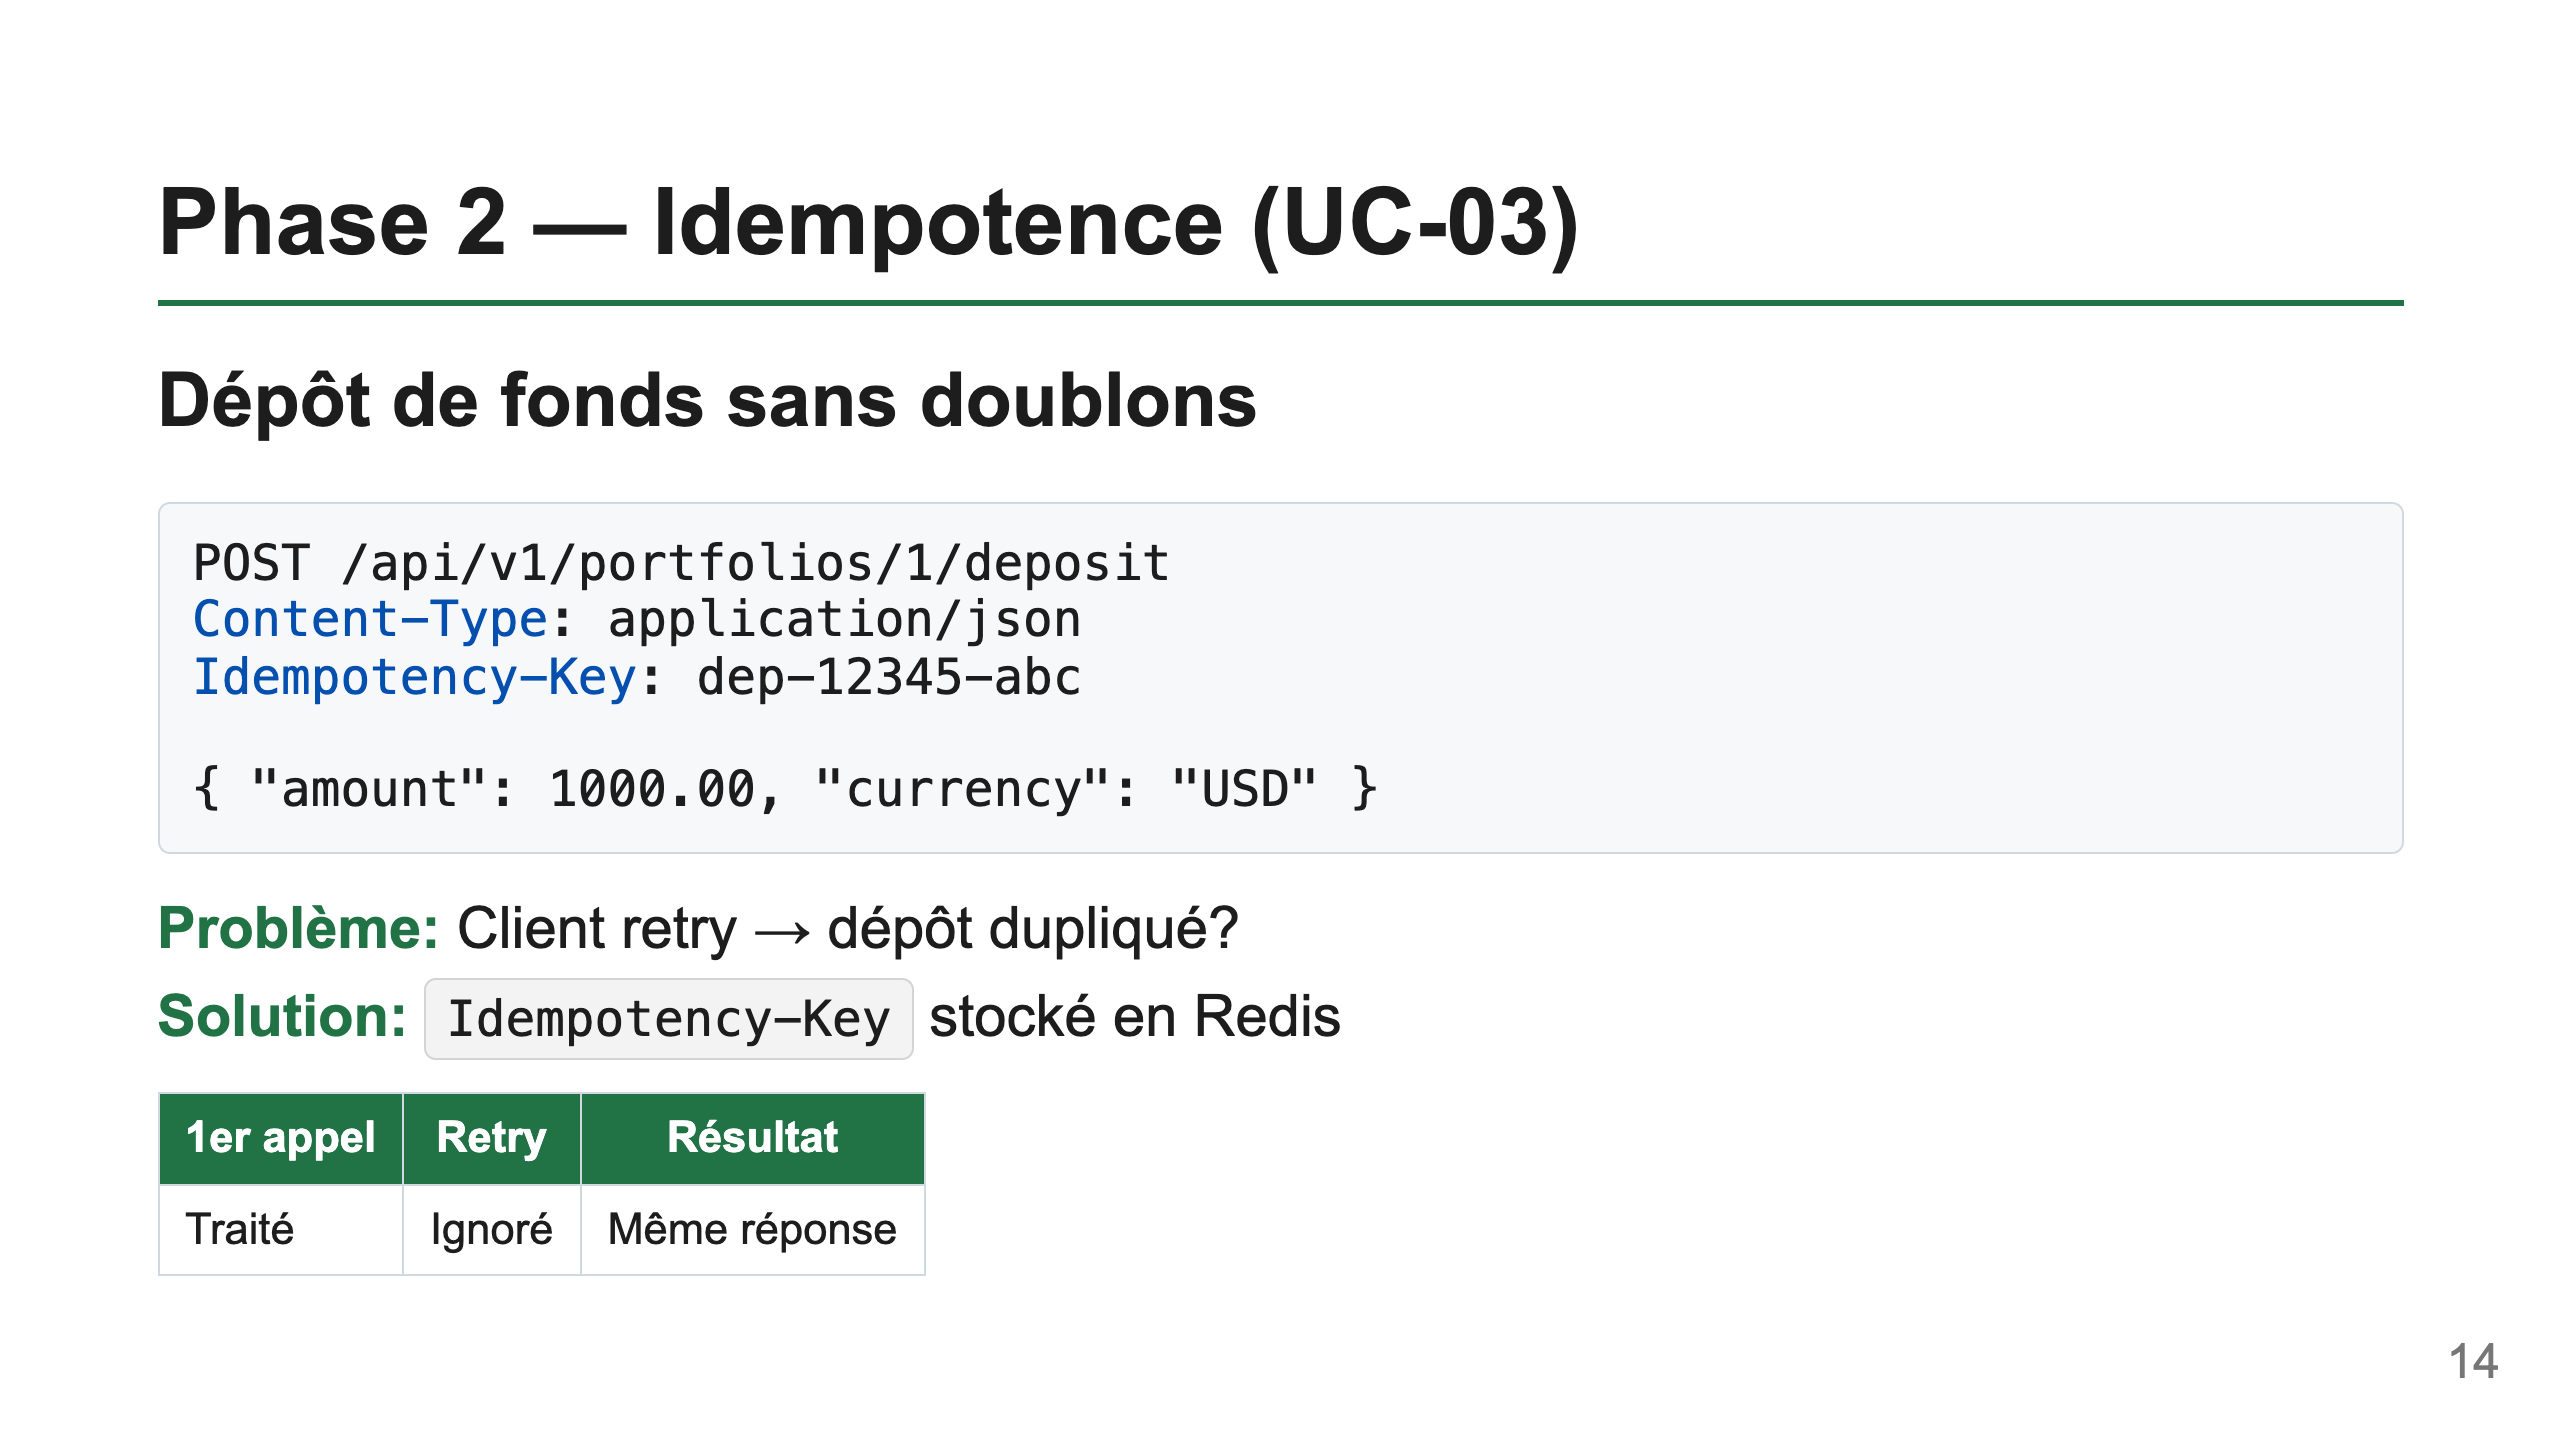 Phase 2 — Idempotence (UC-03)
Dépôt de fonds sans doublons
POST /api/v1/portfolios/1/deposit
Content-Type: application/json
Idempotency-Key: dep-12345-abc
{ "amount": 1000.00, "currency": "USD" }
Problème: Client retry → dépôt dupliqué?
Solution: Idempotency-Key stocké en Redis
1er appel Retry Résultat
Traité Ignoré Même réponse
14